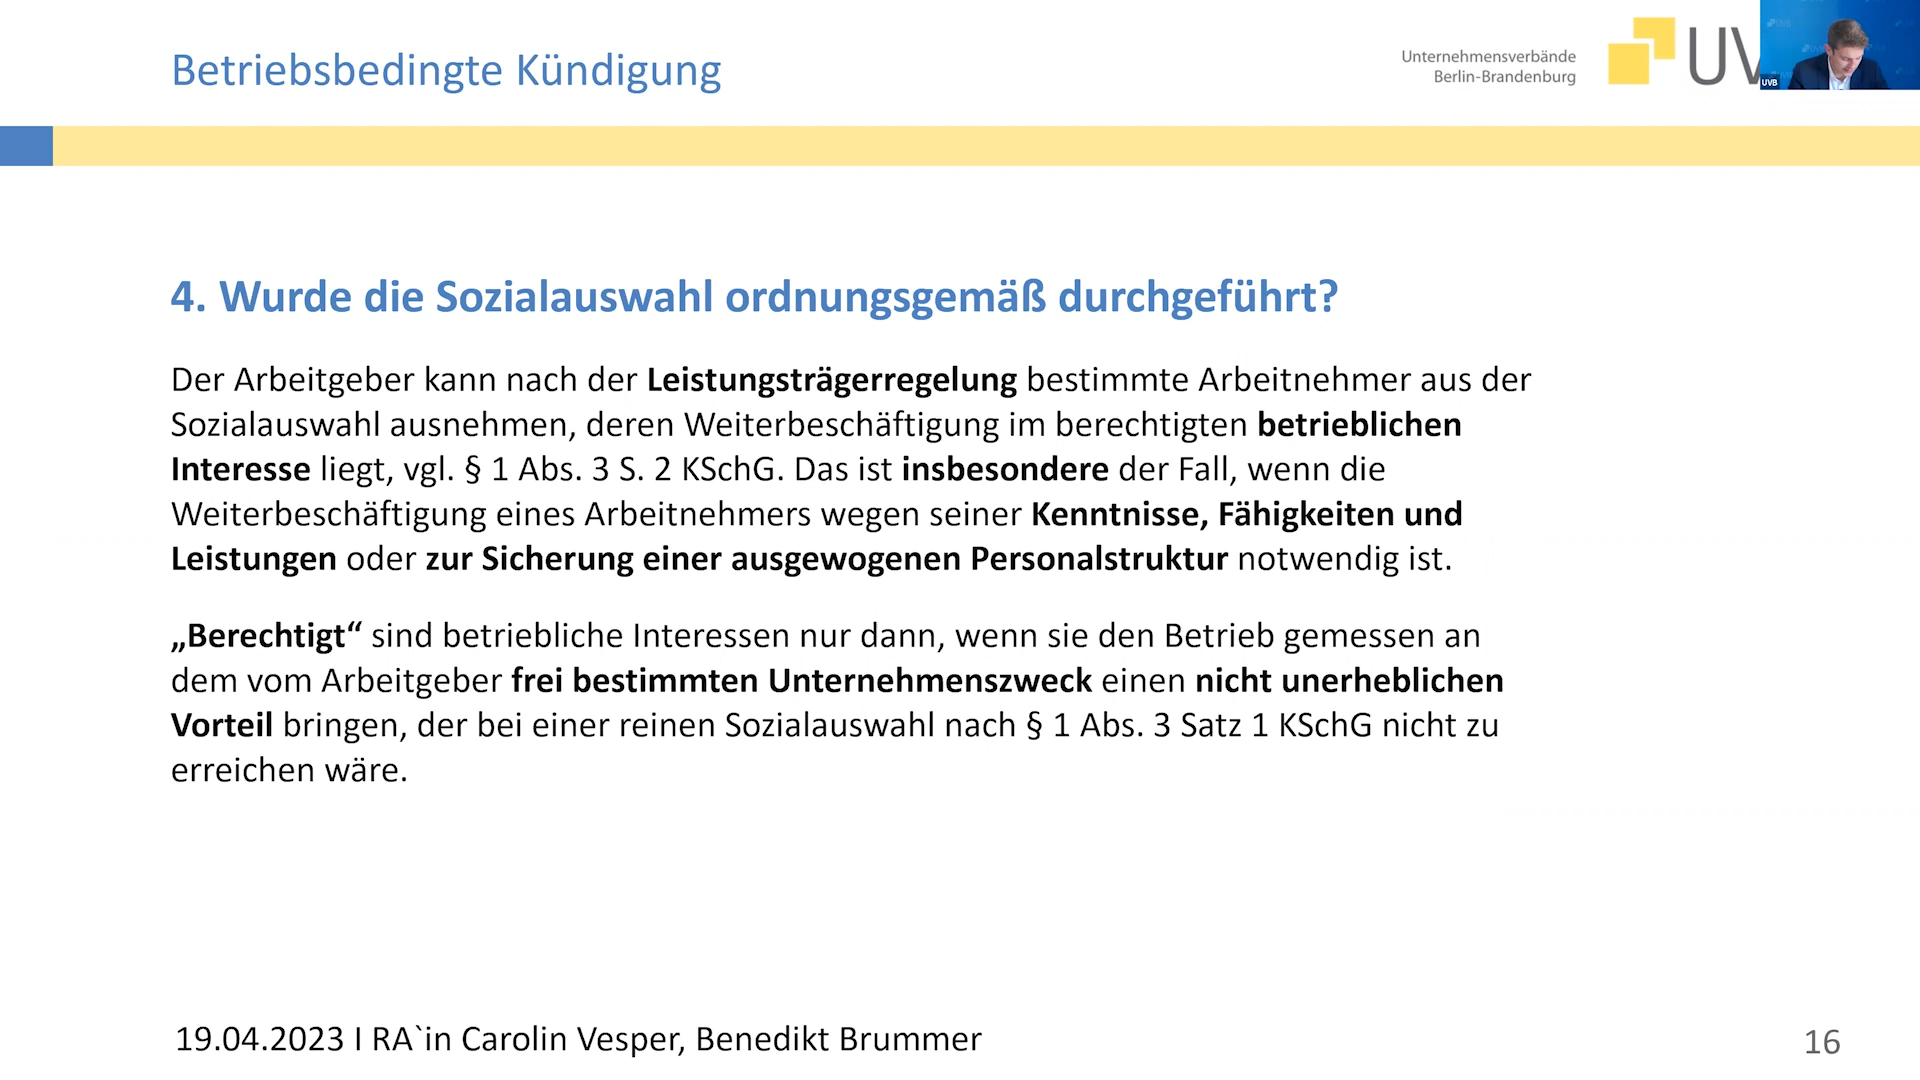 Betriebsbedingte Kündigung
Unternehmensverbände
Berlin-Brandenburg
UV
UVB
4. Wurde die Sozialauswahl ordnungsgemäß durchgeführt?
Der Arbeitgeber kann nach der Leistungsträgerregelung bestimmte Arbeitnehmer aus der
Sozialauswahl ausnehmen, deren Weiterbeschäftigung im berechtigten betrieblichen
Interesse liegt, vgl. § 1 Abs. 3 S. 2 KSchG. Das ist insbesondere der Fall, wenn die
Weiterbeschäftigung eines Arbeitnehmers wegen seiner Kenntnisse, Fähigkeiten und
Leistungen oder zur Sicherung einer ausgewogenen Personalstruktur notwendig ist.
„Berechtigt“ sind betriebliche Interessen nur dann, wenn sie den Betrieb gemessen an
dem vom Arbeitgeber frei bestimmten Unternehmenszweck einen nicht unerheblichen
Vorteil bringen, der bei einer reinen Sozialauswahl nach § 1 Abs. 3 Satz 1 KSchG nicht zu
erreichen wäre.
19.04.2023 I RA`in Carolin Vesper, Benedikt Brummer
16